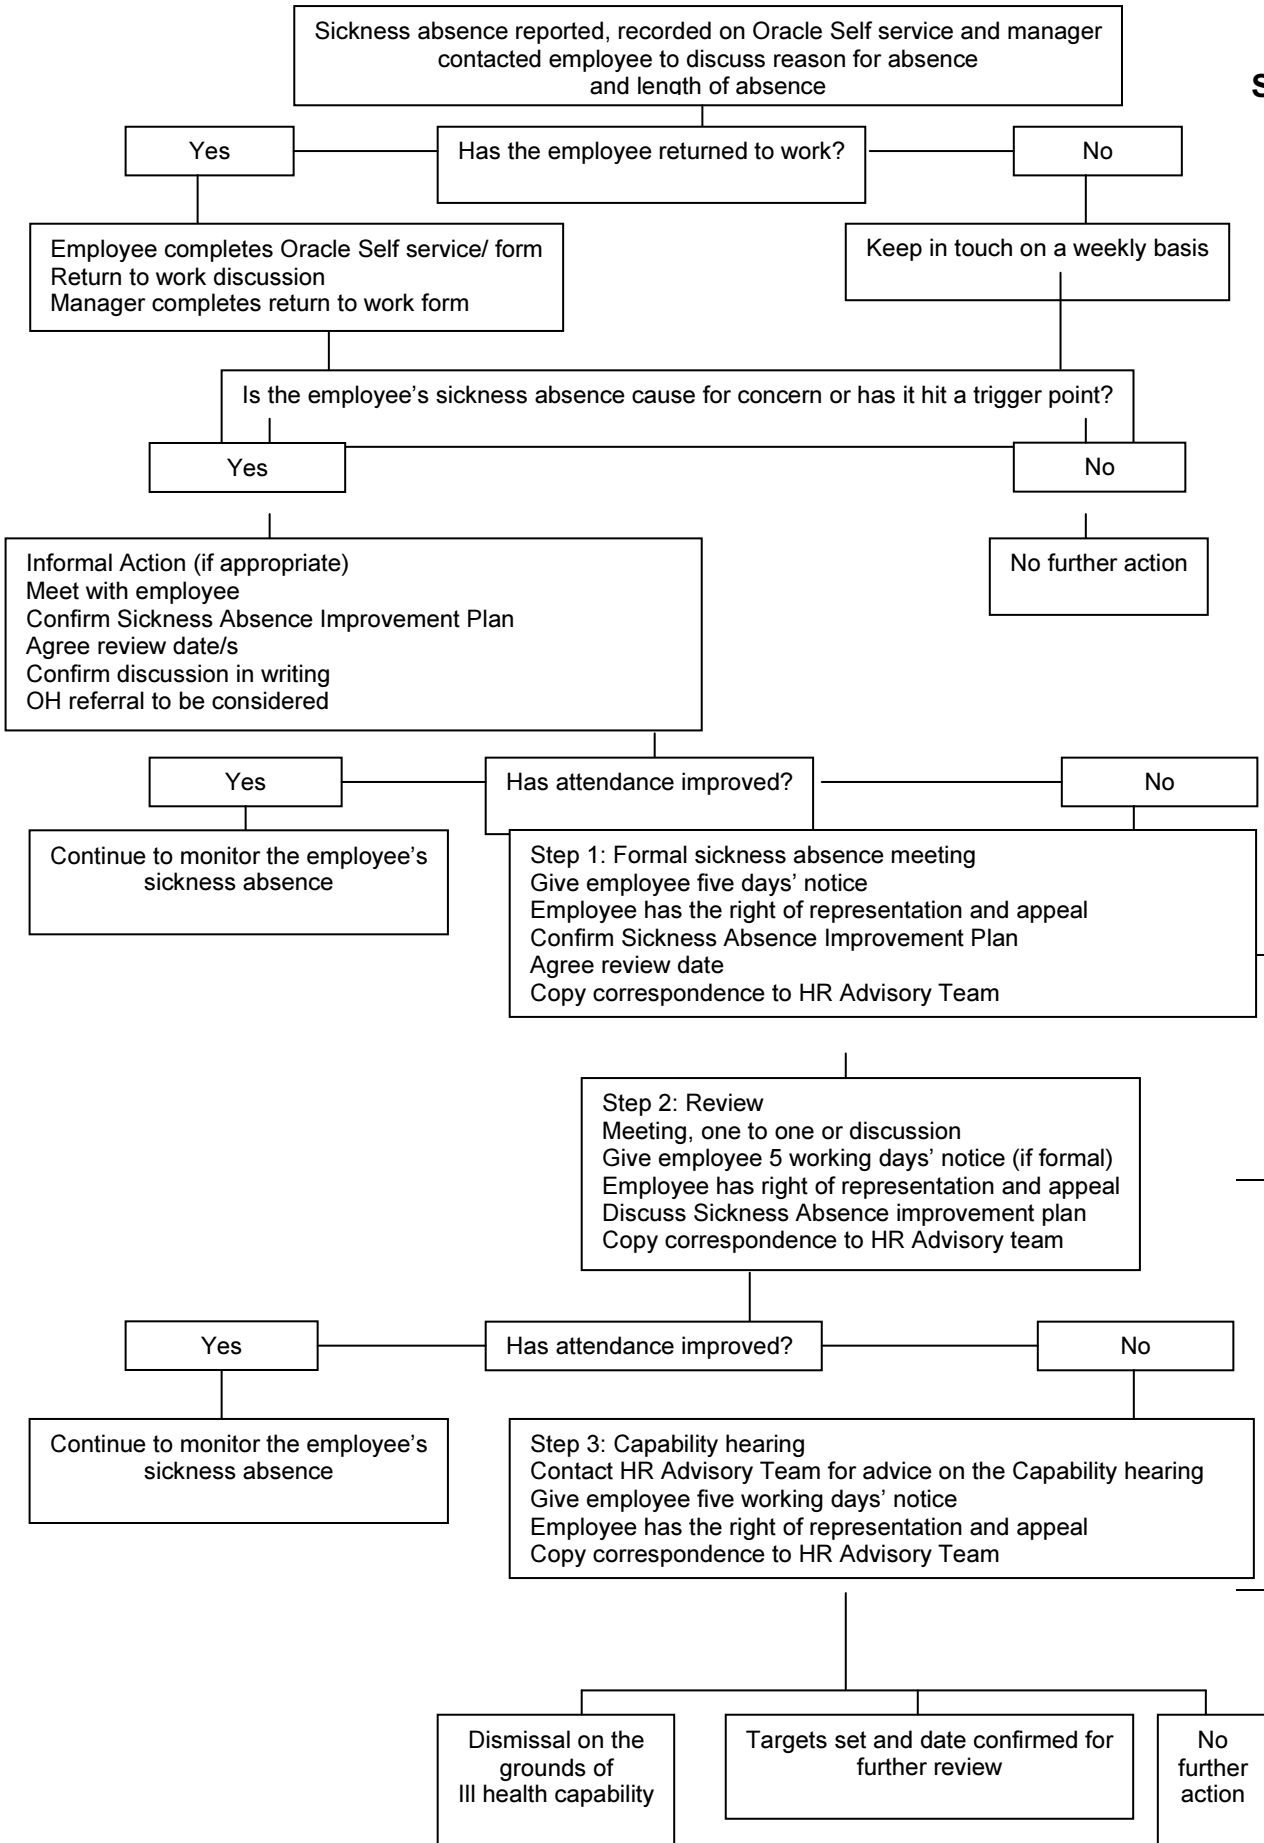 Sickness absence reported, recorded on Oracle Self service and manager
contacted employee to discuss reason for absence
and length of absence
S
Yes
Has the employee returned to work?
No
Employee completes Oracle Self service/ form
Return to work discussion
Manager completes return to work form
Keep in touch on a weekly basis
Is the employee’s sickness absence cause for concern or has it hit a trigger point?
Yes
No
Informal Action (if appropriate)
Meet with employee
Confirm Sickness Absence Improvement Plan
Agree review date/s
Confirm discussion in writing
OH referral to be considered
No further action
Yes
Has attendance improved?
No
Continue to monitor the employee’s
sickness absence
Step 1: Formal sickness absence meeting
Give employee five days’ notice
Employee has the right of representation and appeal
Confirm Sickness Absence Improvement Plan
Agree review date
Copy correspondence to HR Advisory Team
Step 2: Review
Meeting, one to one or discussion
Give employee 5 working days’ notice (if formal)
Employee has right of representation and appeal
Discuss Sickness Absence improvement plan
Copy correspondence to HR Advisory team
Yes
Has attendance improved?
No
Continue to monitor the employee’s
sickness absence
Step 3: Capability hearing
Contact HR Advisory Team for advice on the Capability hearing
Give employee five working days’ notice
Employee has the right of representation and appeal
Copy correspondence to HR Advisory Team
Dismissal on the
grounds of
Ill health capability
Targets set and date confirmed for
further review
No
further
action